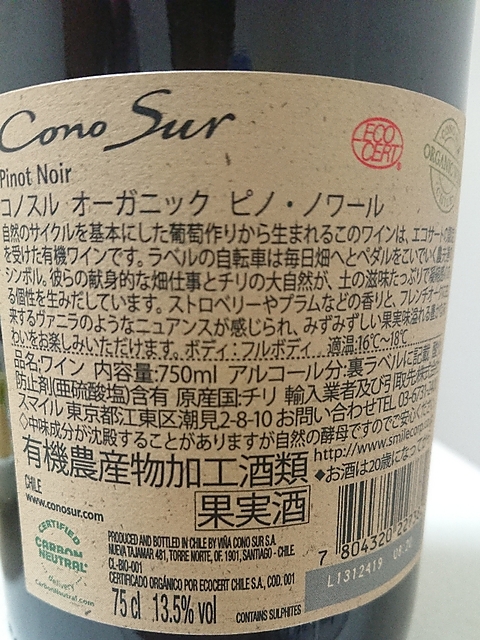 Cono Sur
ECO
CERT
ORGANIC
Pinot Noir
コノスル オーガニック ピノ・ノワール
自然のサイクルを基本にした葡萄作りから生まれるこのワインは、エコサートの認
を受けた有機ワインです。ラベルの自転車は毎日畑へとペダルをこいでいく
シンボル。彼らの献身的な畑仕事とチリの大自然が、土の滋味たっぷりで
る個性を生みだしています。ストロベリーやプラムなどの香りと、フレンチオーク
来するヴァニラのようなニュアンスが感じられ、みずみずしい果実味溢れる
わいをお楽しみいただけます。ボディ:フルボディ 適温:16℃~18℃
品名:ワイン 内容量:750ml アルコール分:裏ラベルに記載
防止剤(亜硫酸塩)含有 原産国:チリ 輸入業者及び引取先
スマイル 東京都江東区潮見2-8-10 お問い合わせTEL. 03-6731-
◇中味成分が沈殿することがありますが自然の酵母ですのでご安心
有機農産物加工酒類 http://www.smile
果実酒 ◆お酒は20歳になって
CHILE
www.conosur.com
CERTIFIED
CARBON
NEUTRAL
delivery
CarbonNeutral.com
PRODUCED AND BOTTLED IN CHILE BY VIÑA CONO SUR S.A.
NUEVA TAJAMAR 481, TORRE NORTE, OF. 1901, SANTIAGO - CHILE
CL-BIO-001
CERTIFICADO ORGÁNICO POR ECOCERT CHILE S.A., COD. 001
75 cl 13.5% vol CONTAINS SULPHITES
7 804320
L1312419